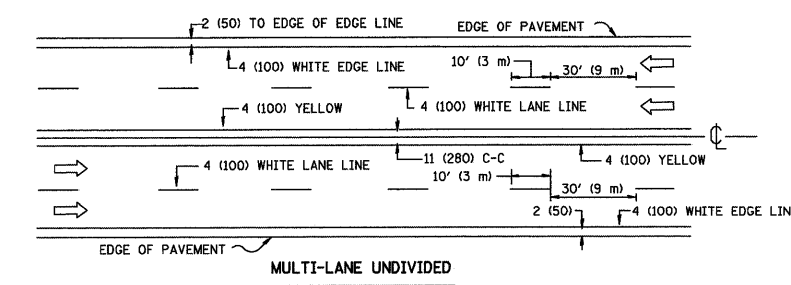 2 (50) TO EDGE OF EDGE LINE
EDGE OF PAVEMENT
4 (100) WHITE EDGE LINE
10' (3 m)
30' (9 m)
4 (100) YELLOW
4 (100) WHITE LANE LINE
℄
4 (100) WHITE LANE LINE
11 (280) C-C
4 (100) YELLOW
10' (3 m)
30' (9 m)
2 (50)
4 (100) WHITE EDGE LIN
EDGE OF PAVEMENT
MULTI-LANE UNDIVIDED